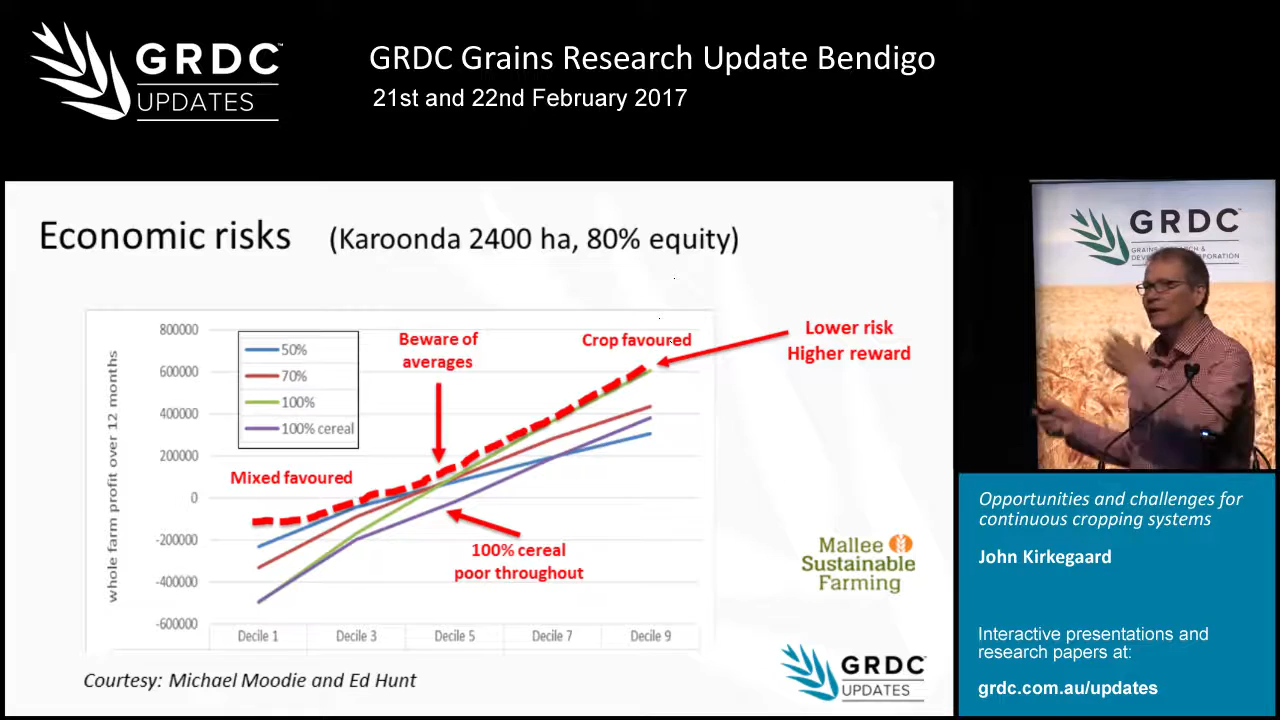 GRDC
UPDATES
GRDC Grains Research Update Bendigo
21st and 22nd February 2017
Economic risks (Karoonda 2400 ha, 80% equity)
whole farm profit over 12 months
800000
600000
400000
200000
0
-200000
-400000
-600000
50%
70%
100%
100% cereal
Mixed favoured
Beware of
averages
Crop favoured
Lower risk
Higher reward
100% cereal
poor throughout
Decile 1
Decile 3
Decile 5
Decile 7
Decile 9
Courtesy: Michael Moodie and Ed Hunt
Mallee
Sustainable
Farming
GRDC
UPDATES
GRDC
GRAINS RESEARCH &
Opportunities and challenges for
continuous cropping systems
John Kirkegaard
Interactive presentations and
research papers at:
grdc.com.au/updates